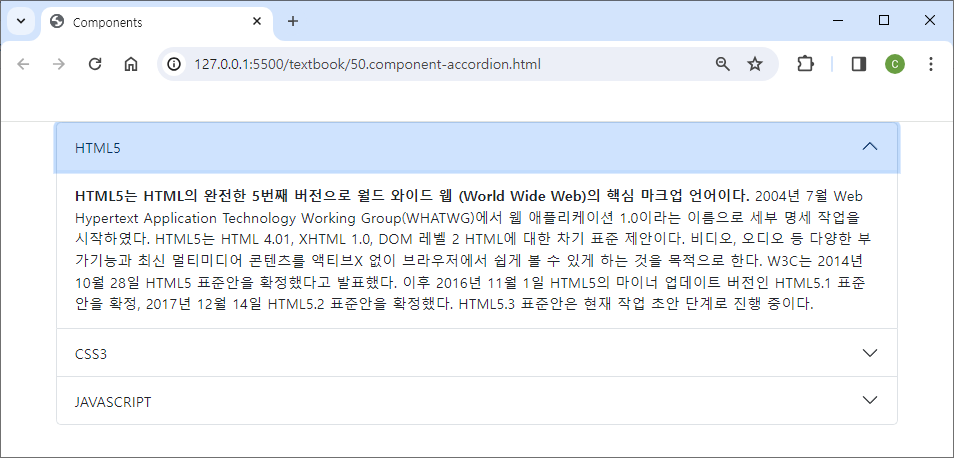 Components
127.0.0.1:5500/textbook/50.component-accordion.html
C
HTML5
HTML5는 HTML의 완전한 5번째 버전으로 월드 와이드 웹 (World Wide Web)의 핵심 마크업 언어이다. 2004년 7월 Web
Hypertext Application Technology Working Group(WHATWG)에서 웹 애플리케이션 1.0이라는 이름으로 세부 명세 작업을
시작하였다. HTML5는 HTML 4.01, XHTML 1.0, DOM 레벨 2 HTML에 대한 차기 표준 제안이다. 비디오, 오디오 등 다양한 부
가기능과 최신 멀티미디어 콘텐츠를 액티브X 없이 브라우저에서 쉽게 볼 수 있게 하는 것을 목적으로 한다. W3C는 2014년
10월 28일 HTML5 표준안을 확정했다고 발표했다. 이후 2016년 11월 1일 HTML5의 마이너 업데이트 버전인 HTML5.1 표준
안을 확정, 2017년 12월 14일 HTML5.2 표준안을 확정했다. HTML5.3 표준안은 현재 작업 초안 단계로 진행 중이다.
CSS3
JAVASCRIPT